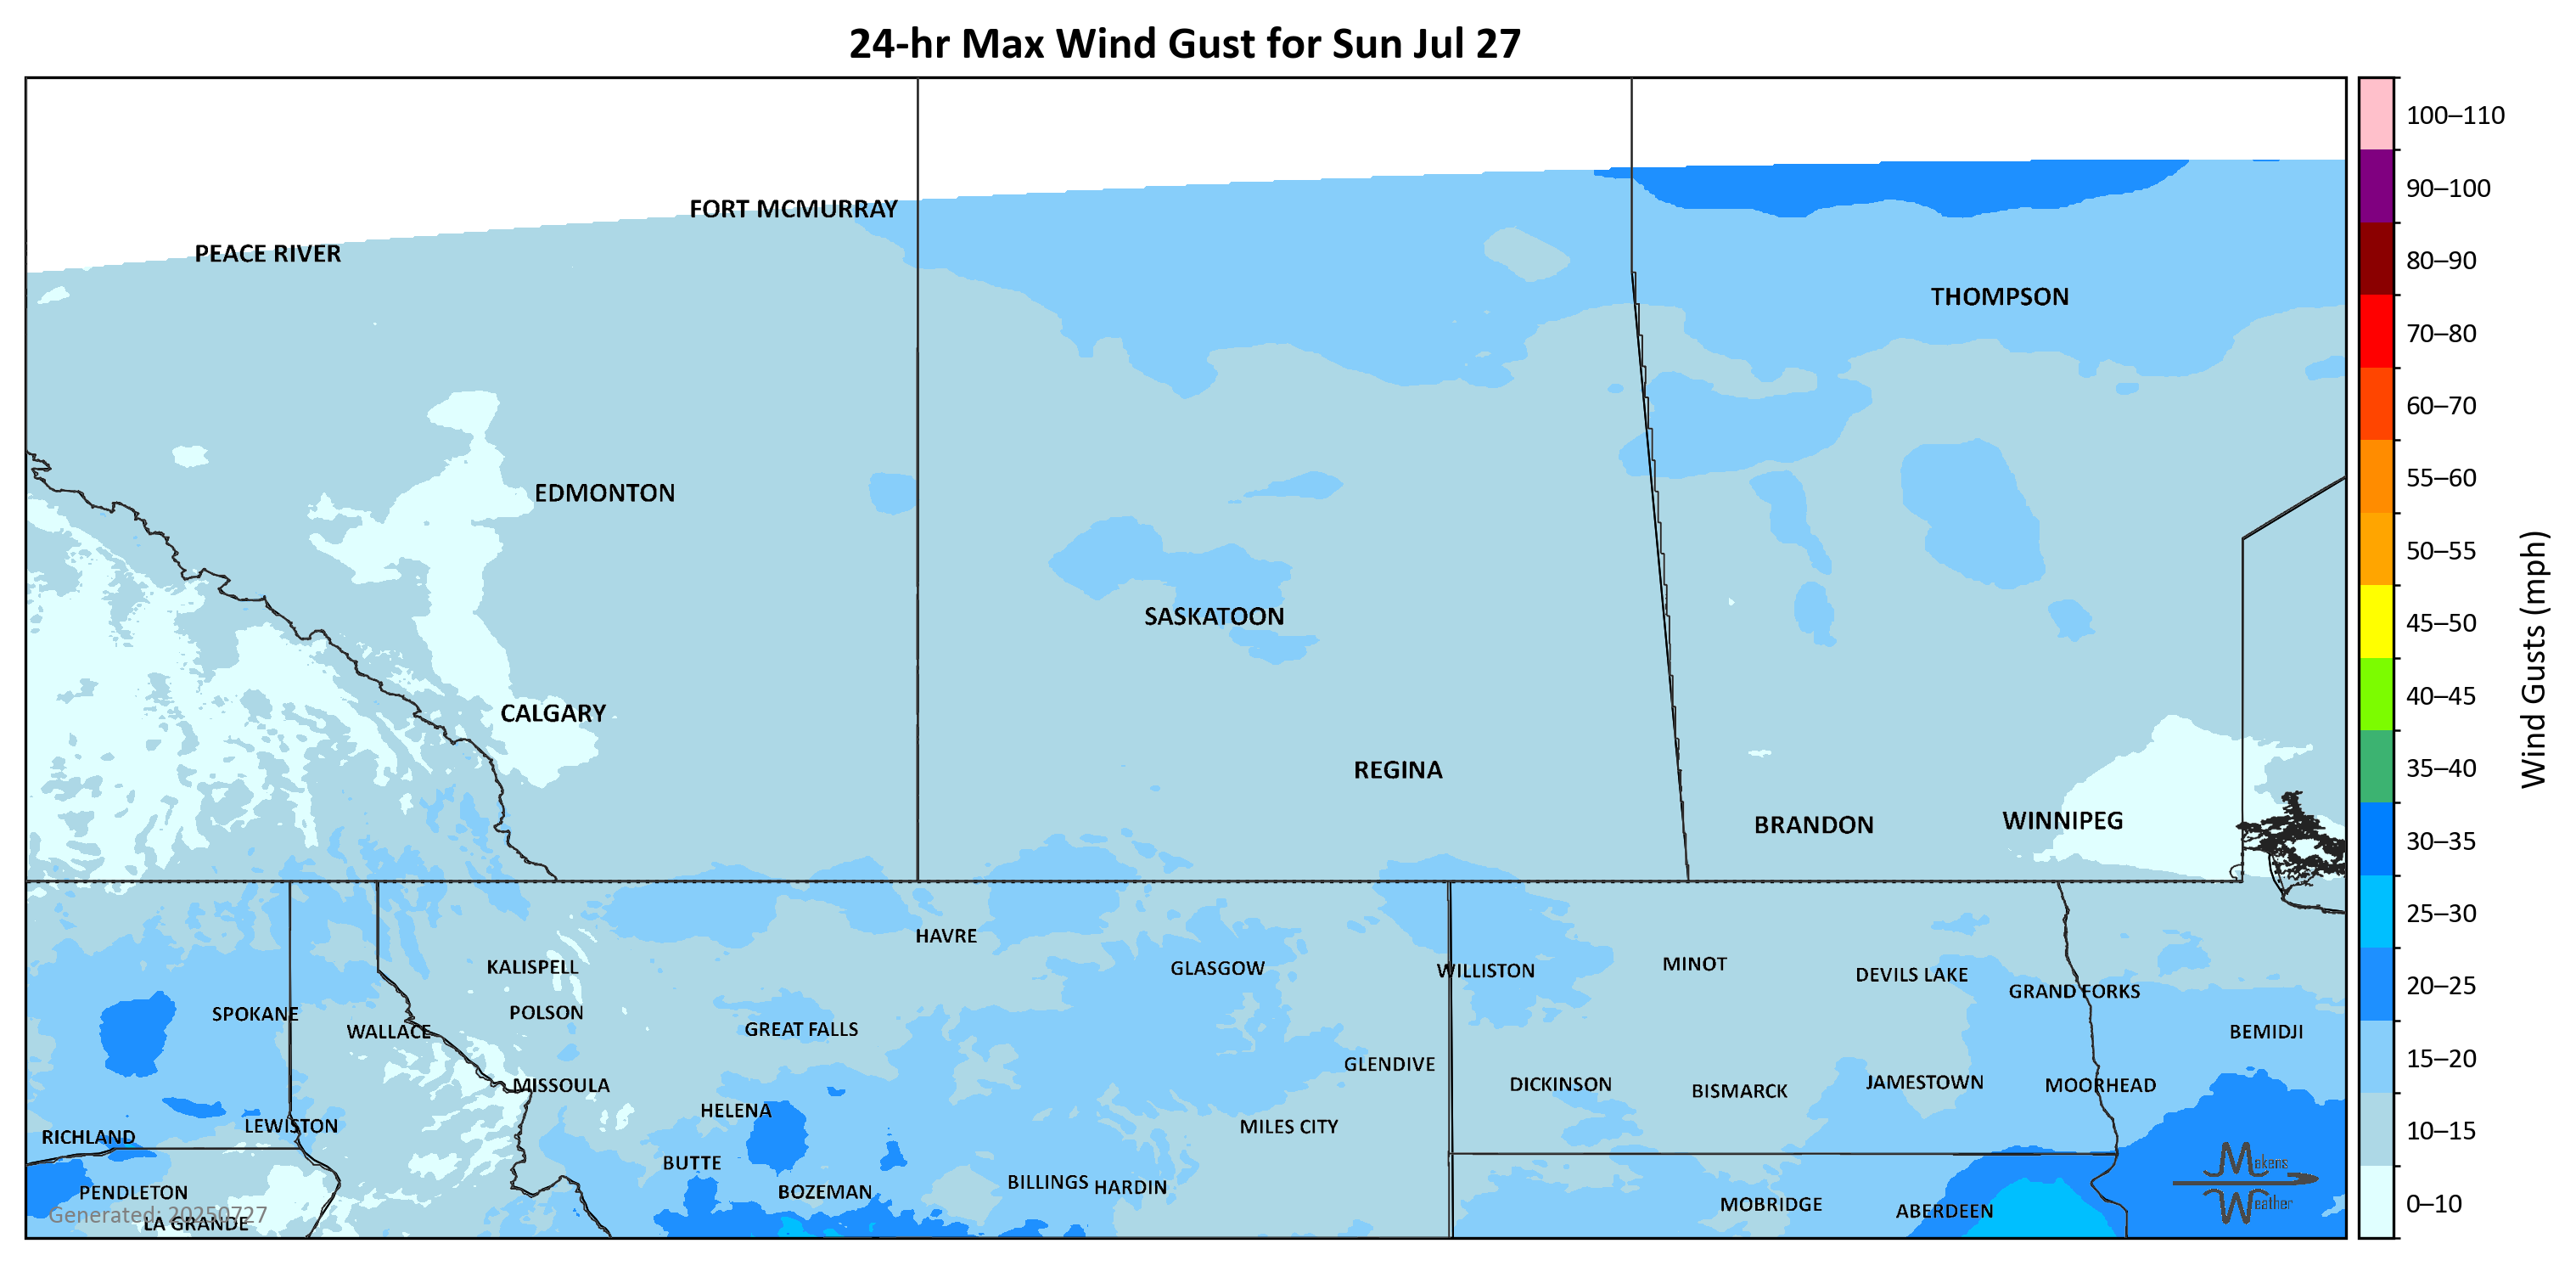 24-hr Max Wind Gust for Sun Jul 27
FORT MCMURRAY
PEACE RIVER
THOMPSON
EDMONTON
SASKATOON
CALGARY
REGINA
BRANDON
WINNIPEG
HAVRE
KALISPELL
GLASGOW
WILLISTON
MINOT
DEVILS LAKE
GRAND FORKS
SPOKANE
POLSON
WALLACE
GREAT FALLS
BEMIDJI
GLENDIVE
MISSOULA
DICKINSON
BISMARCK
JAMESTOWN
MOORHEAD
HELENA
LEWISTON
MILES CITY
RICHLAND
BUTTE
PENDLETON
BOZEMAN
BILLINGS
HARDIN
MOBRIDGE
ABERDEEN
Generated: 20250727
LA GRANDE
Makens
Weather
100–110
90–100
80–90
70–80
60–70
55–60
50–55
45–50
40–45
35–40
30–35
25–30
20–25
15–20
10–15
0–10
Wind Gusts (mph)